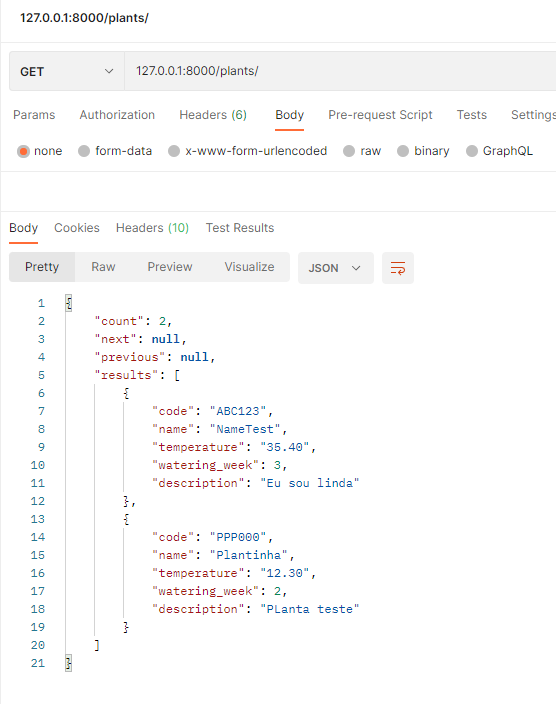 127.0.0.1:8000/plants/
GET 127.0.0.1:8000/plants/
Params Authorization Headers (6) Body Pre-request Script Tests Settings
none form-data x-www-form-urlencoded raw binary GraphQL
Body Cookies Headers (10) Test Results
Pretty Raw Preview Visualize JSON
1 {
2 "count": 2,
3 "next": null,
4 "previous": null,
5 "results": [
6 {
7 "code": "ABC123",
8 "name": "NameTest",
9 "temperature": "35.40",
10 "watering_week": 3,
11 "description": "Eu sou linda"
12 },
13 {
14 "code": "PPP000",
15 "name": "Plantinha",
16 "temperature": "12.30",
17 "watering_week": 2,
18 "description": "PLanta teste"
19 }
20 ]
21 }